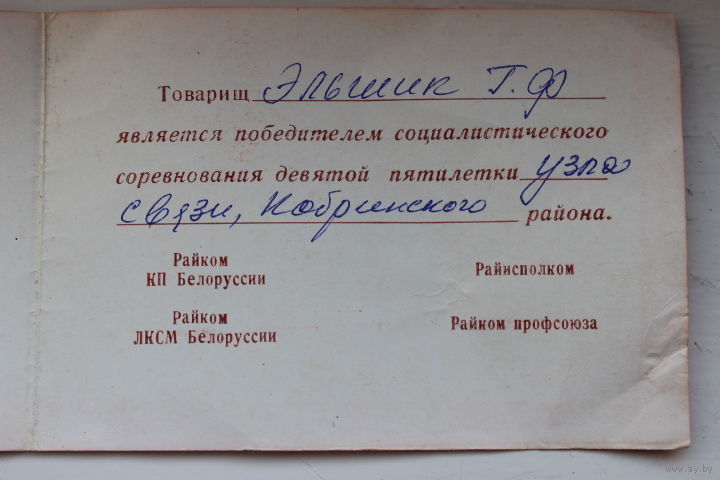 Товарищ Эльшик Г.Ф
является победителем социалистического
соревнования девятой пятилетки узла
связи, Кобринского района.
Райком
КП Белоруссии
Райисполком
Райком
ЛКСМ Белоруссии
Райком профсоюза
www.ay.by